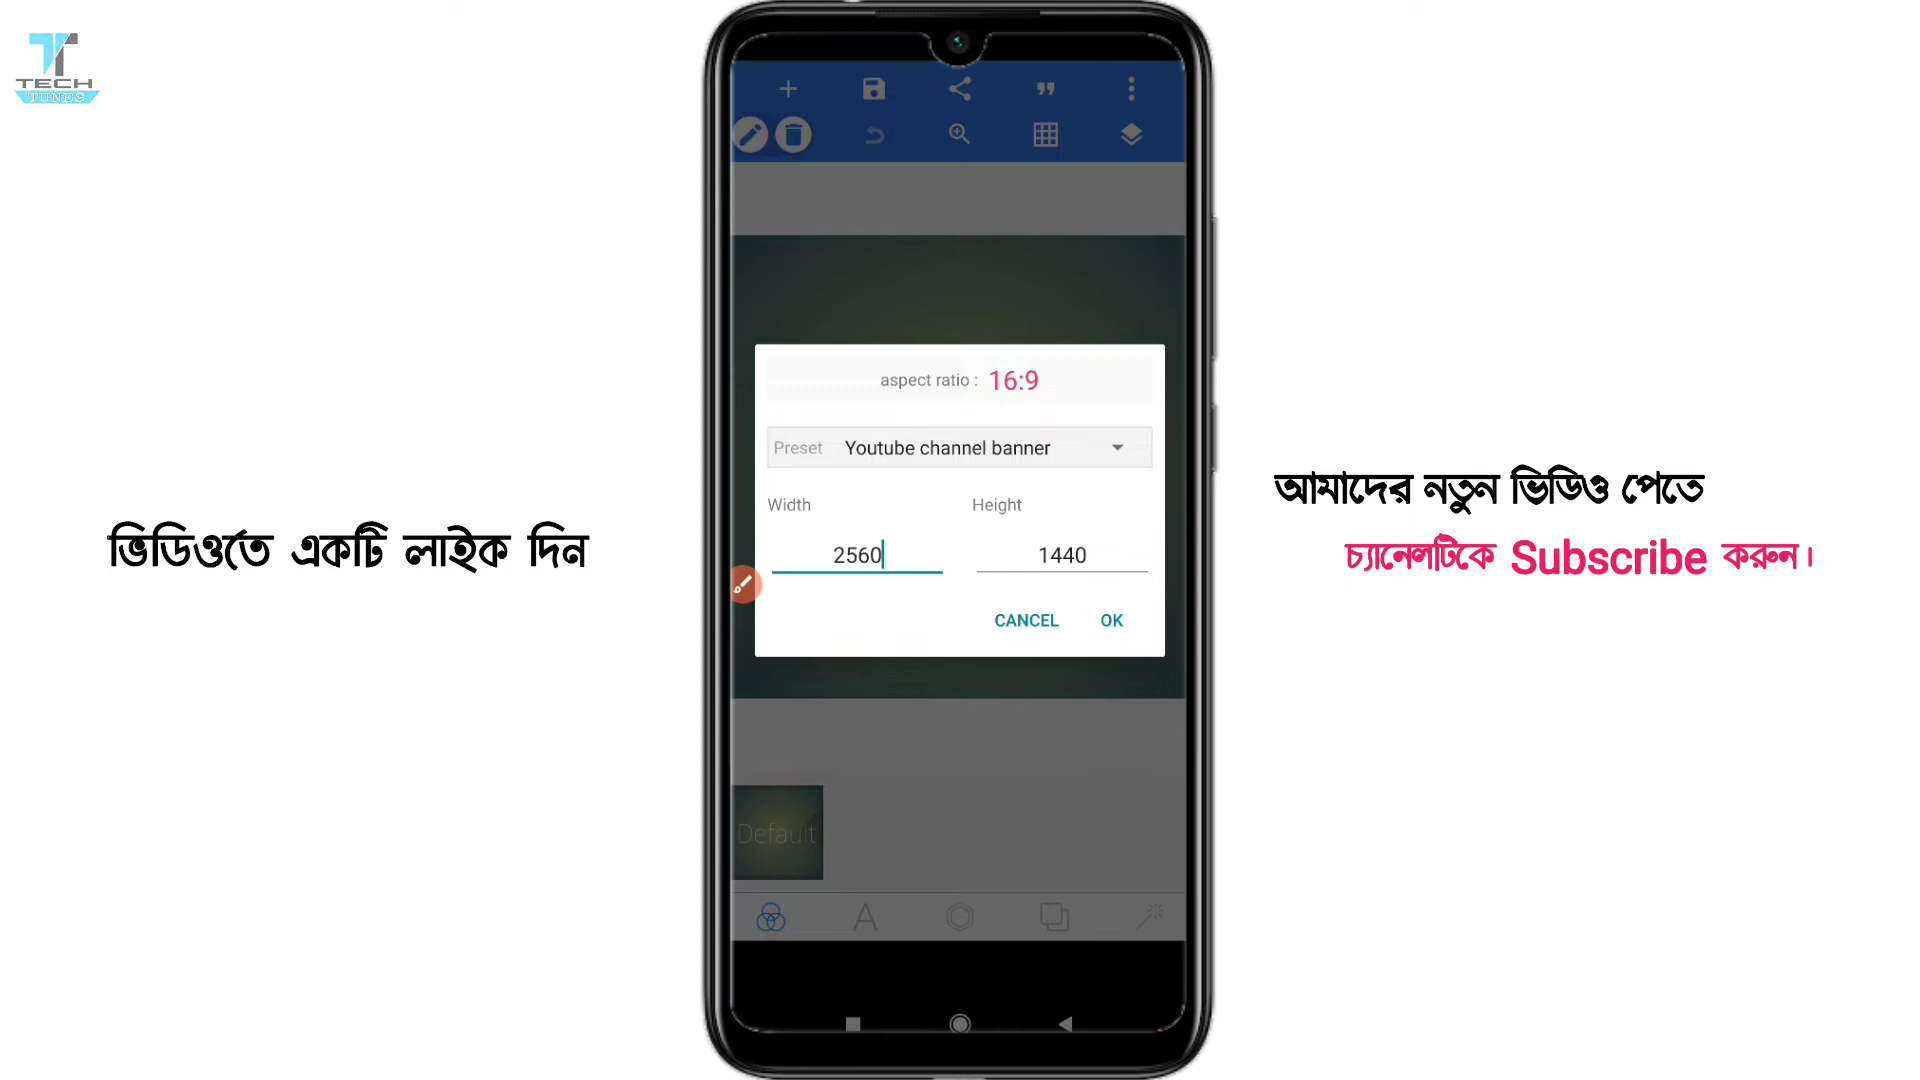 TECH
TUNES
aspect ratio : 16:9
Preset Youtube channel banner
Width Height
2560 1440
CANCEL OK
ভিডিওতে একটি লাইক দিন
আমাদের নতুন ভিডিও পেতে
চ্যানেলটিকে Subscribe করুন।
Default